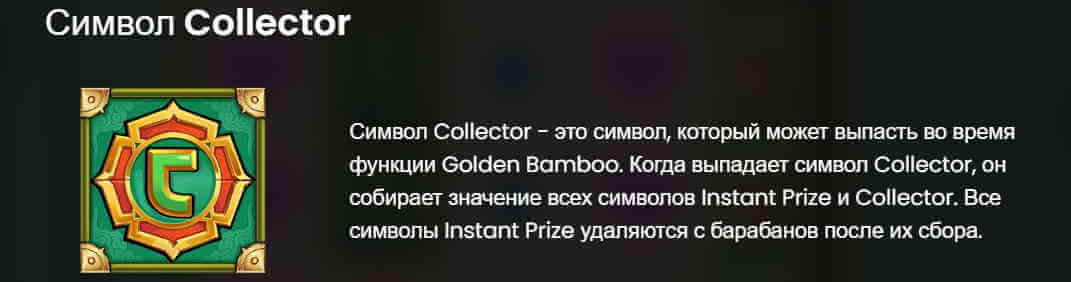 Символ Collector
Символ Collector - это символ, который может выпасть во время
функции Golden Bamboo. Когда выпадает символ Collector, он
собирает значение всех символов Instant Prize и Collector. Все
символы Instant Prize удаляются с барабанов после их сбора.
C